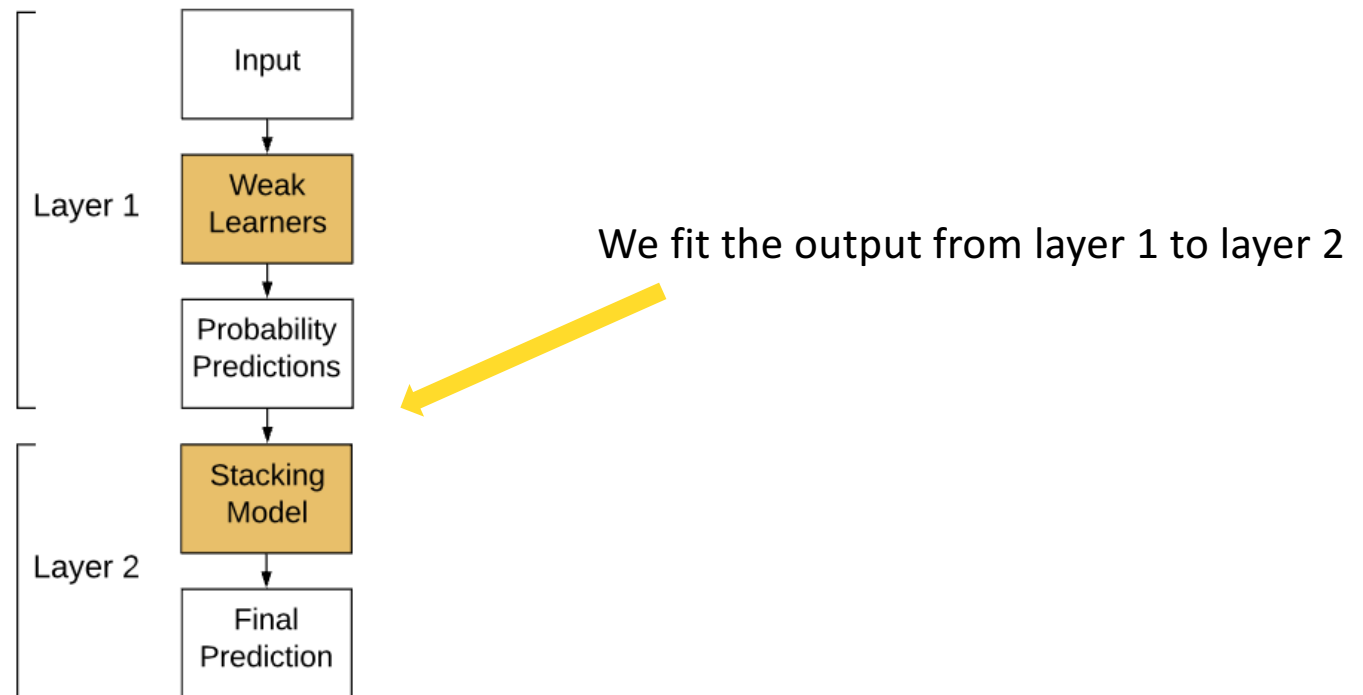 Input
Layer 1
Weak
Learners
We fit the output from layer 1 to layer 2
Probability
Predictions
Stacking
Model
Layer 2
Final
Prediction